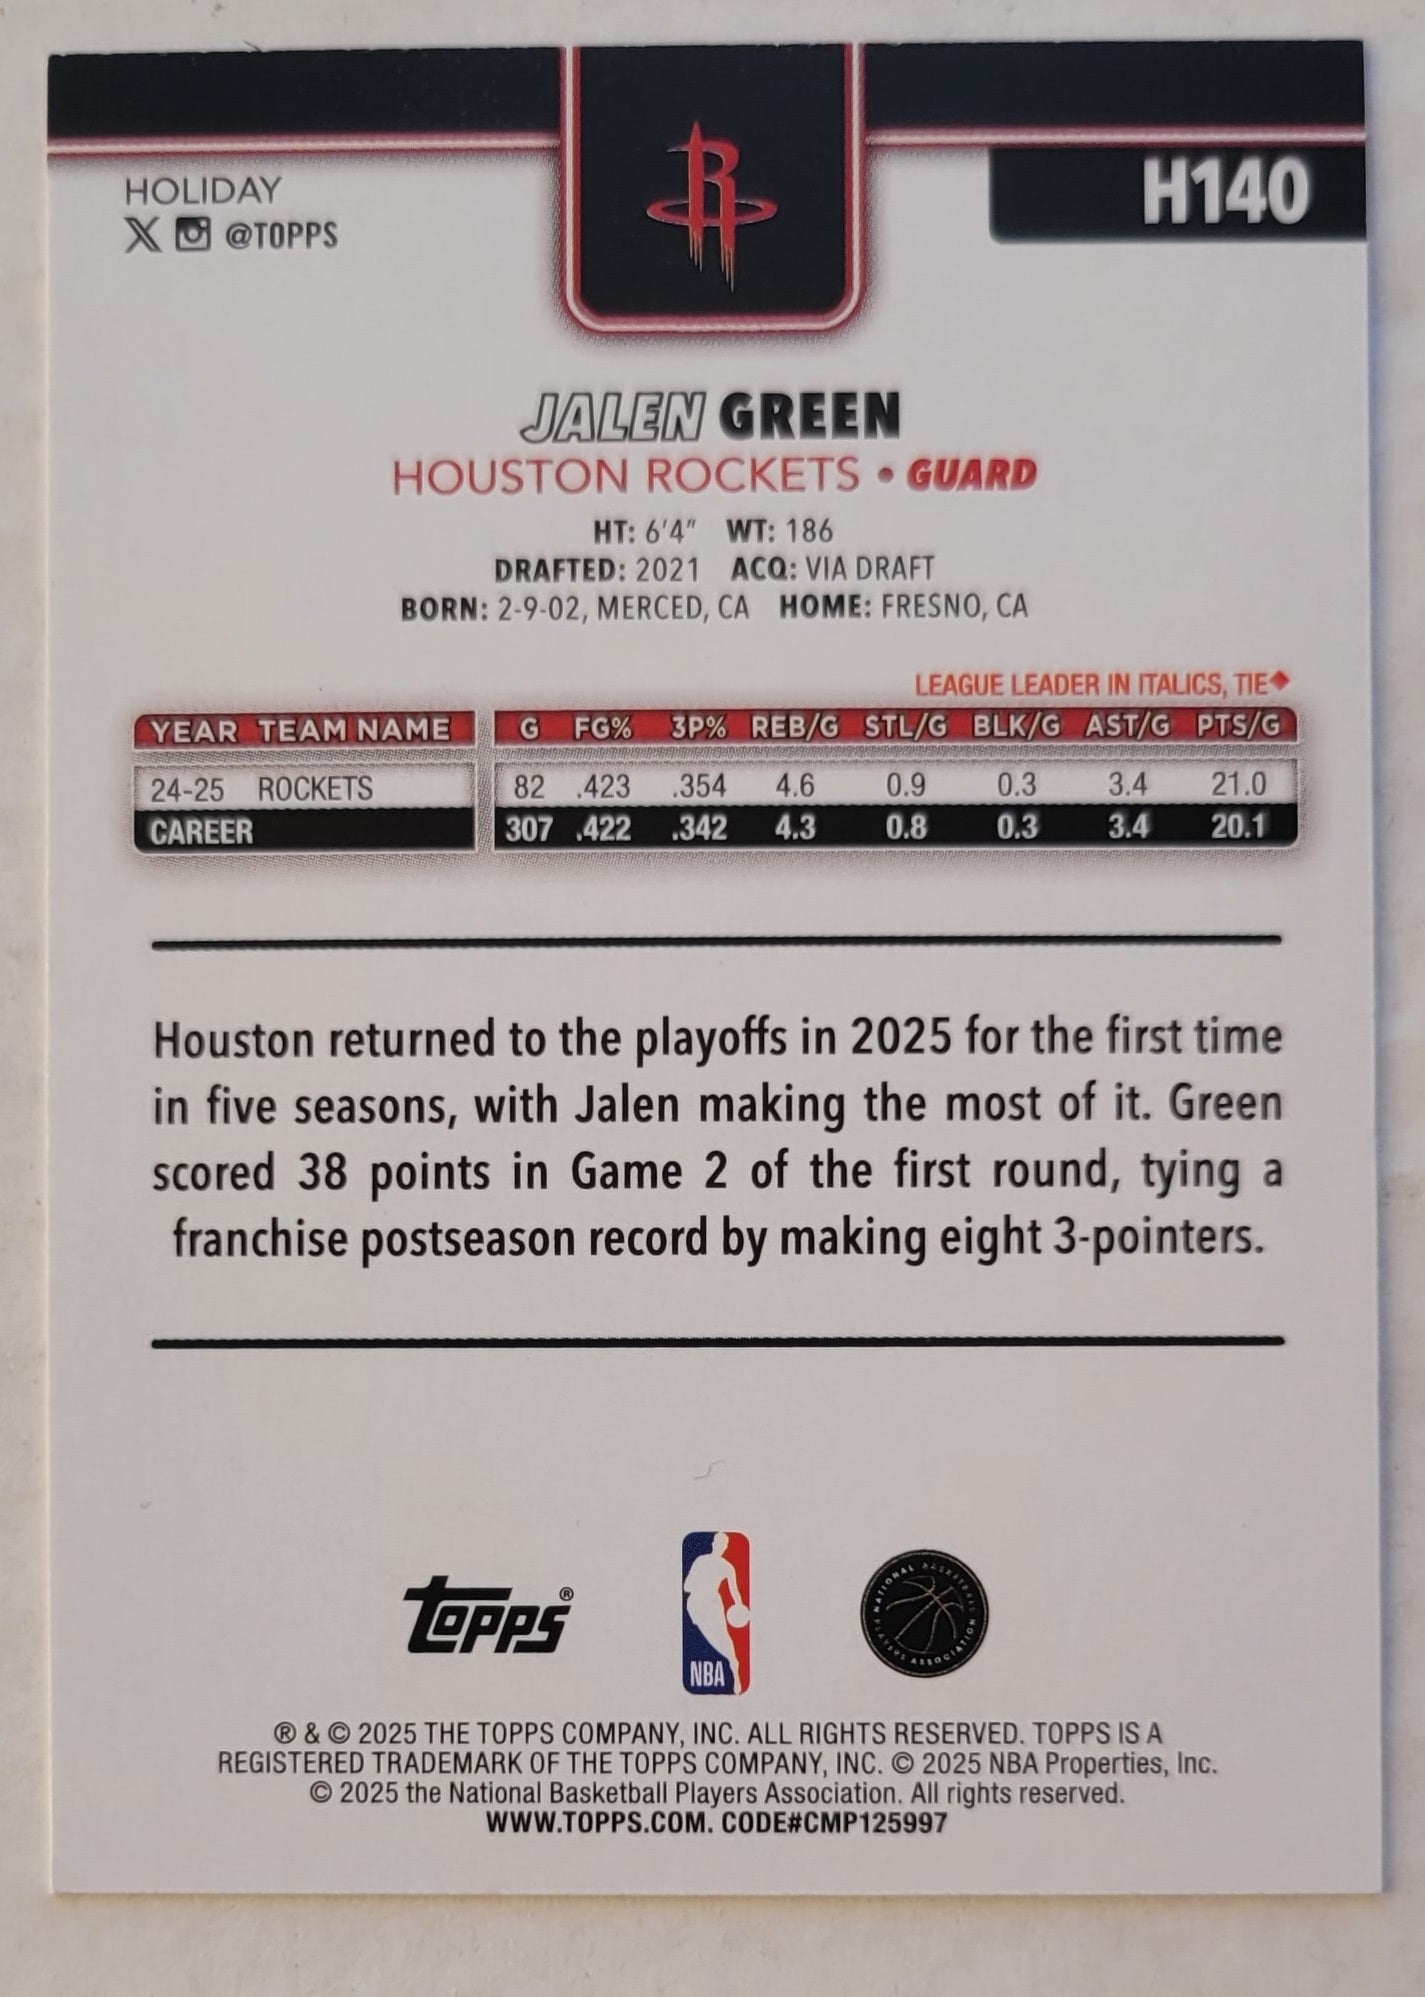 HOLIDAY
@TOPPS
H140
JALEN GREEN
HOUSTON ROCKETS • GUARD
HT: 6'4" WT: 186
DRAFTED: 2021 ACQ: VIA DRAFT
BORN: 2-9-02, MERCED, CA HOME: FRESNO, CA
LEAGUE LEADER IN ITALICS, TIE◆
YEAR TEAM NAME G FG% 3P% REB/G STL/G BLK/G AST/G PTS/G
24-25 ROCKETS 82 .423 .354 4.6 0.9 0.3 3.4 21.0
CAREER 307 .422 .342 4.3 0.8 0.3 3.4 20.1
Houston returned to the playoffs in 2025 for the first time
in five seasons, with Jalen making the most of it. Green
scored 38 points in Game 2 of the first round, tying a
franchise postseason record by making eight 3-pointers.
TOPPS®
NBA
NATIONAL BASKETBALL PLAYERS ASSOCIATION
® & © 2025 THE TOPPS COMPANY, INC. ALL RIGHTS RESERVED. TOPPS IS A
REGISTERED TRADEMARK OF THE TOPPS COMPANY, INC. © 2025 NBA Properties, Inc.
© 2025 the National Basketball Players Association. All rights reserved.
WWW.TOPPS.COM. CODE#CMP125997